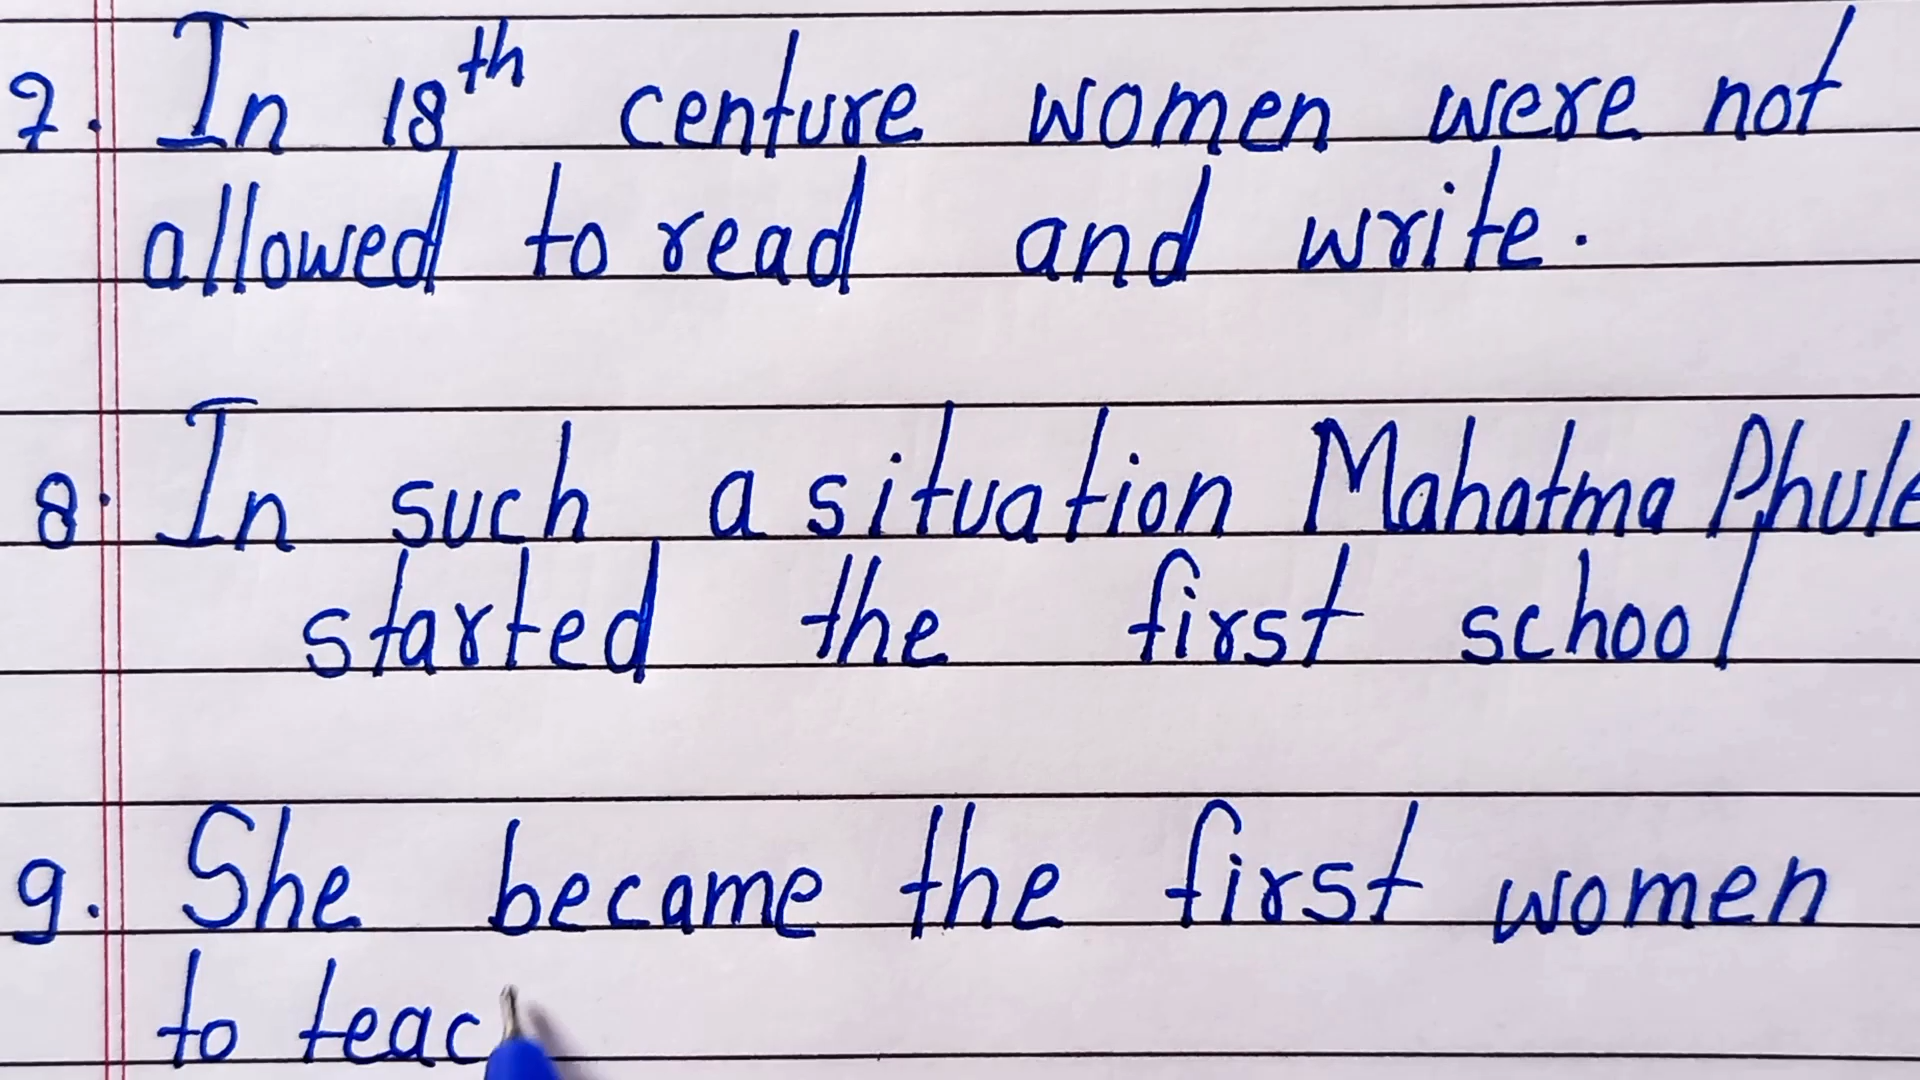 7. In 18th centure women were not
allowed to read and write.
8. In such a situation Mahatma Phule
started the first school
9. She became the first women
to teac